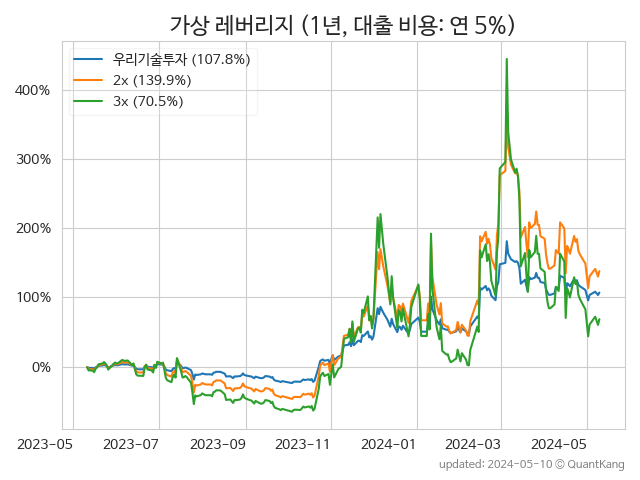 가상 레버리지 (1년, 대출 비용: 연 5%)
우리기술투자 (107.8%)
2x (139.9%)
3x (70.5%)
400%
300%
200%
100%
0%
2023-05 2023-07 2023-09 2023-11 2024-01 2024-03 2024-05
updated: 2024-05-10 © QuantKang